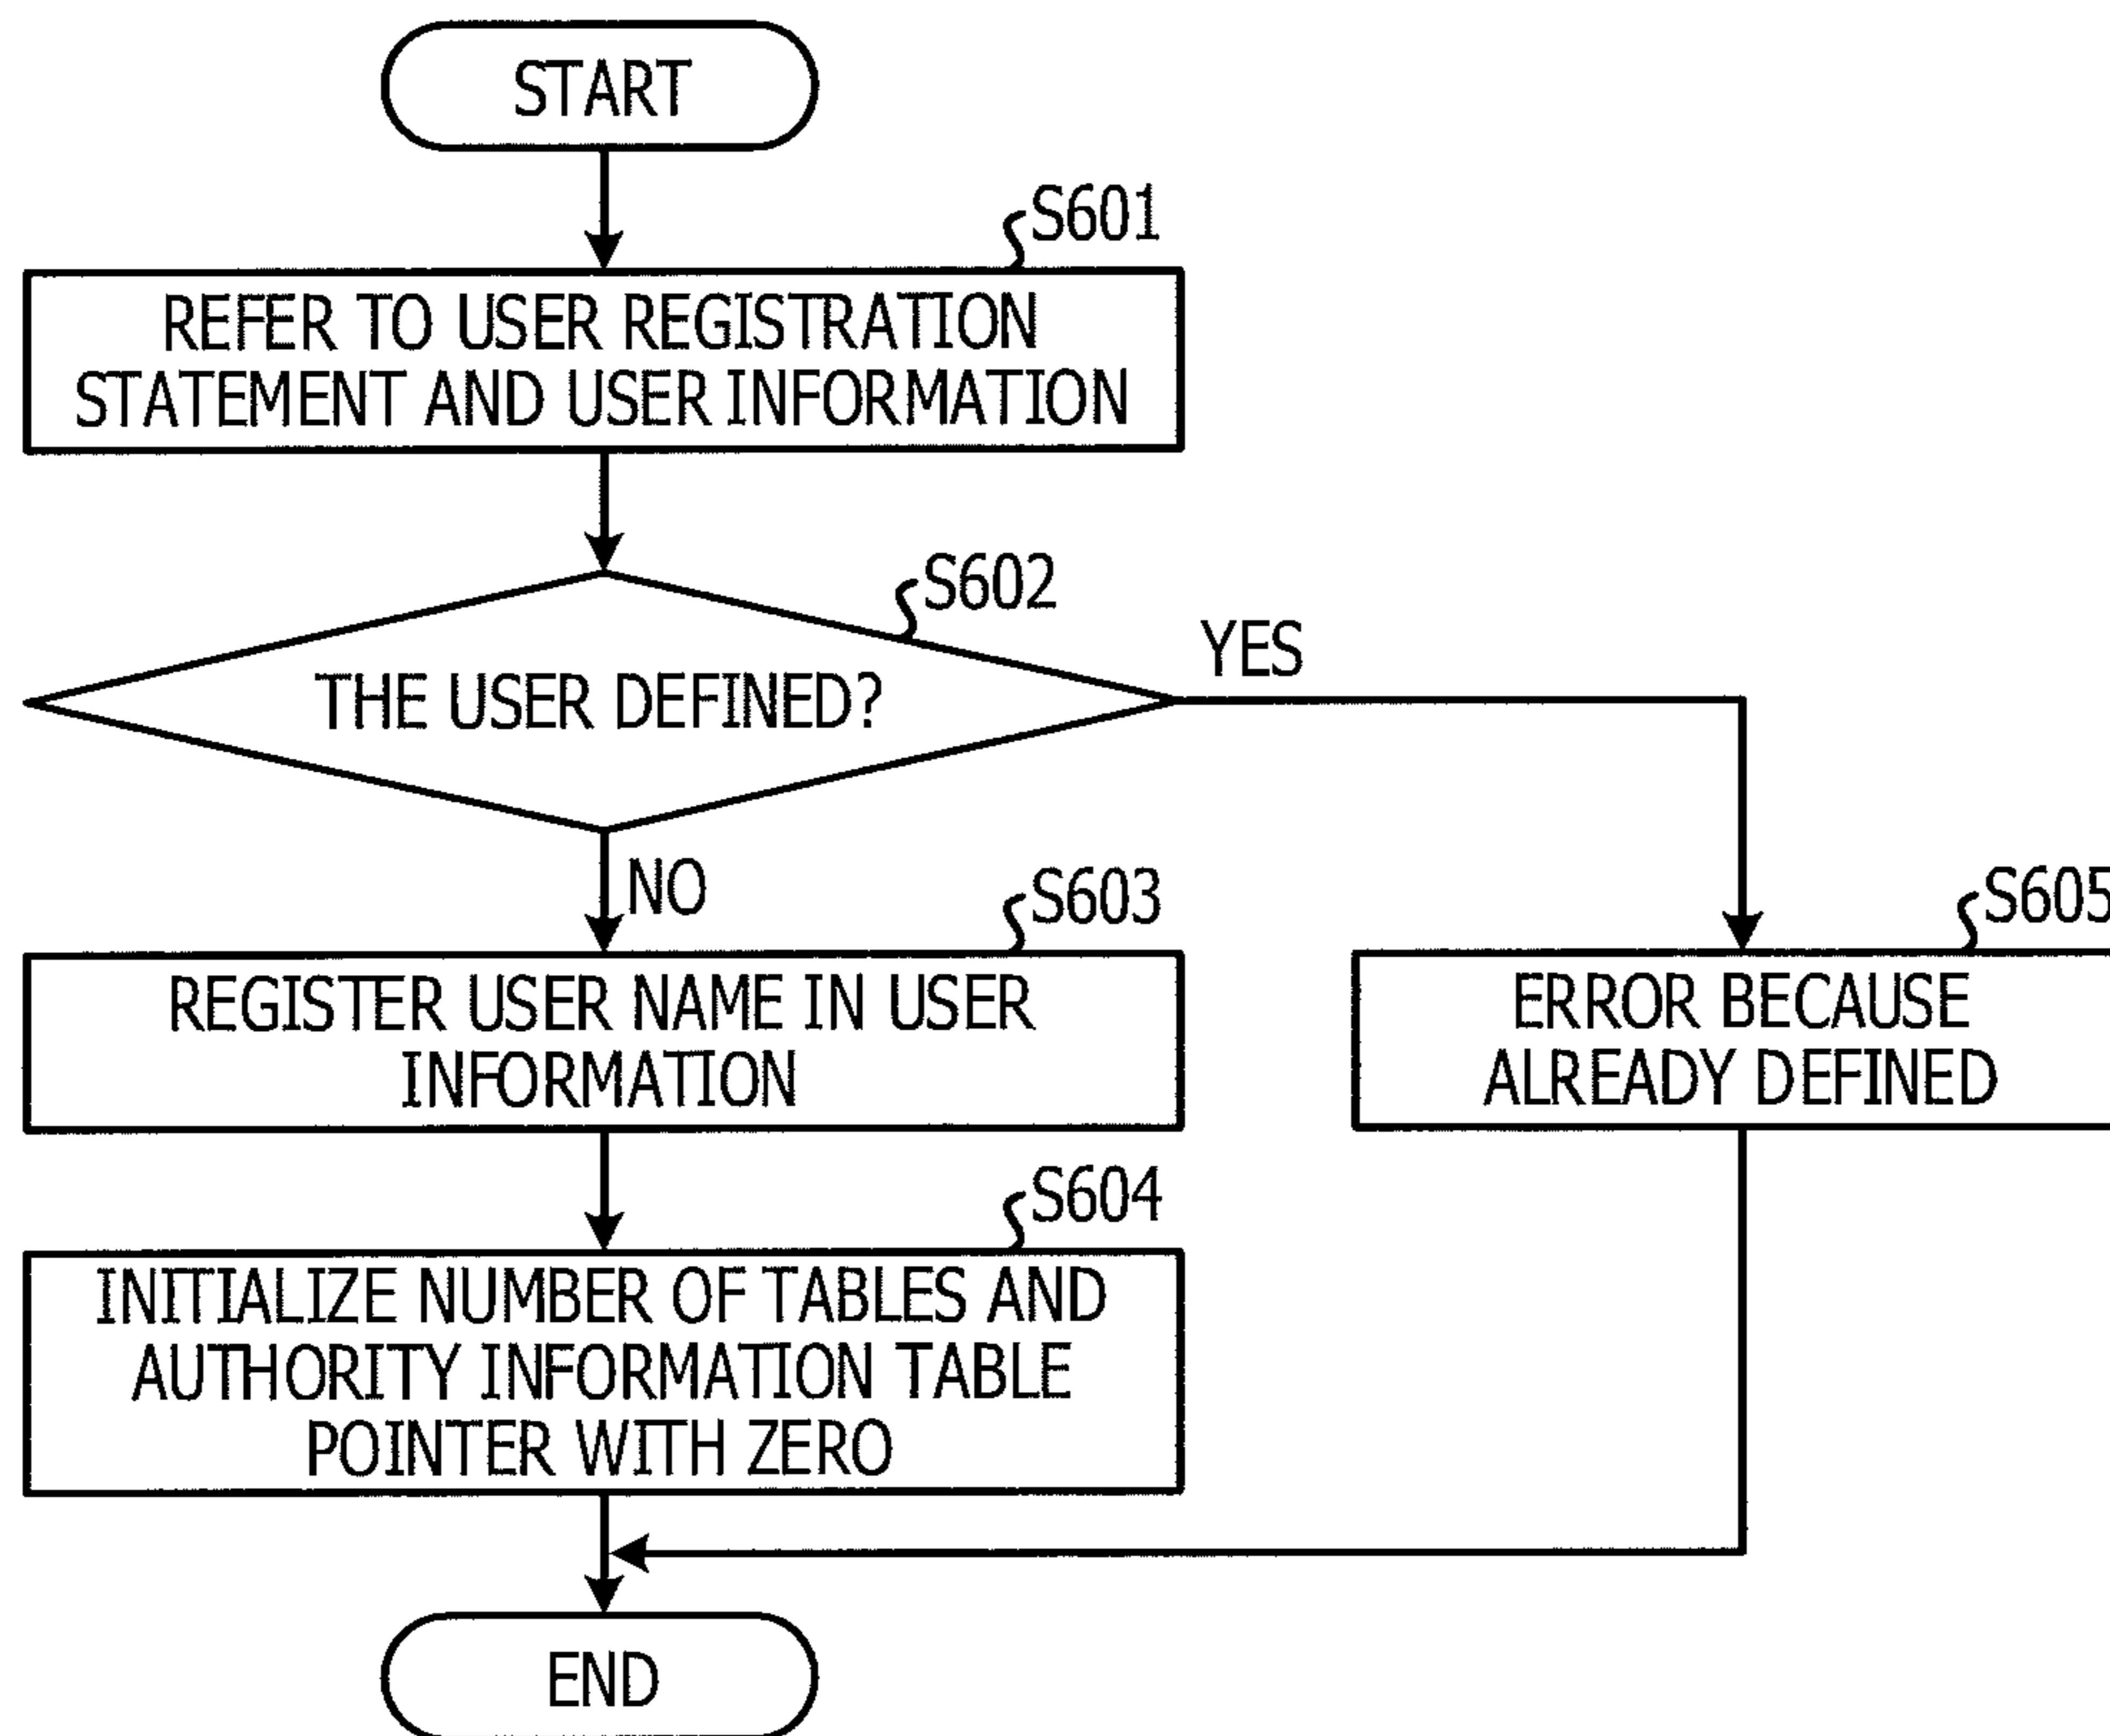 START
S601
REFER TO USER REGISTRATION
STATEMENT AND USER INFORMATION
S602
THE USER DEFINED?
YES
NO
S603
REGISTER USER NAME IN USER
INFORMATION
S605
ERROR BECAUSE
ALREADY DEFINED
S604
INITIALIZE NUMBER OF TABLES AND
AUTHORITY INFORMATION TABLE
POINTER WITH ZERO
END